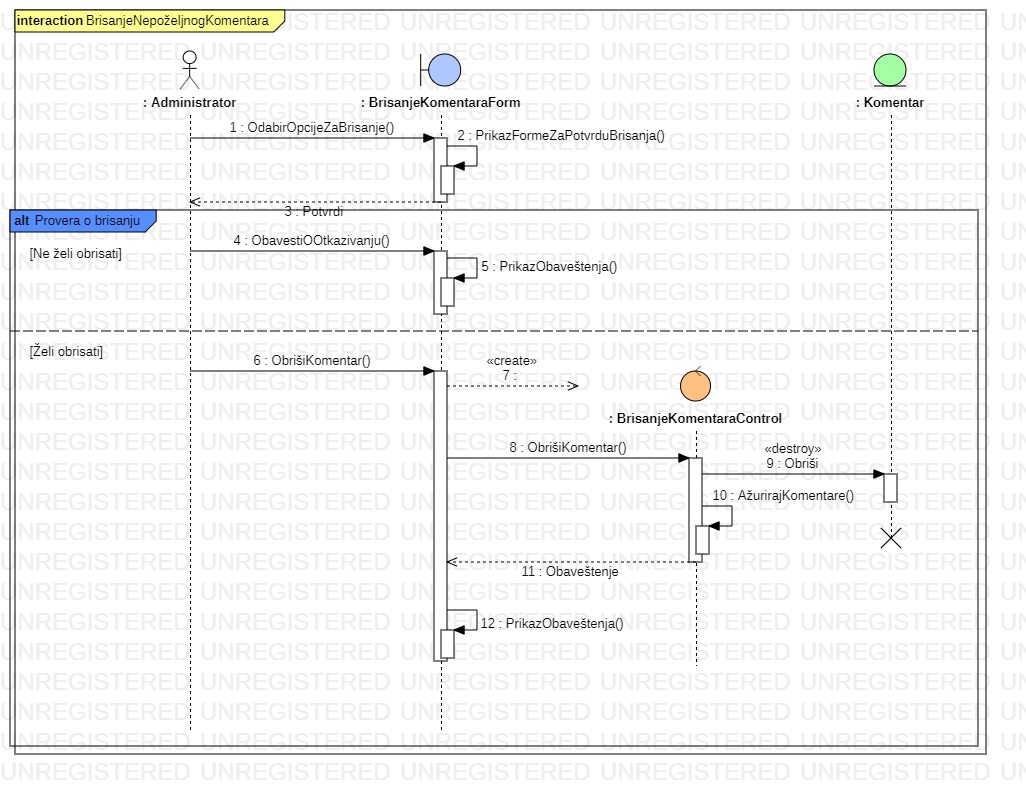 interaction BrisanjeNepoželjnogKomentara
: Administrator
: BrisanjeKomentaraForm
: Komentar
1 : OdabirOpcijeZaBrisanje()
2 : PrikazFormeZaPotvrduBrisanja()
3 : Potvrdi
alt Provera o brisanju
[Ne želi obrisati]
4 : ObavestiOOtkazivanju()
5 : PrikazObaveštenja()
[Želi obrisati]
6 : ObrišiKomentar()
«create»
7 :
: BrisanjeKomentaraControl
8 : ObrišiKomentar()
«destroy»
9 : Obriši
10 : AžurirajKomentare()
11 : Obaveštenje
12 : PrikazObaveštenja()
UNREGISTERED UNREGISTERED UNREGISTERED UNREGISTERED UNREGISTERED UN